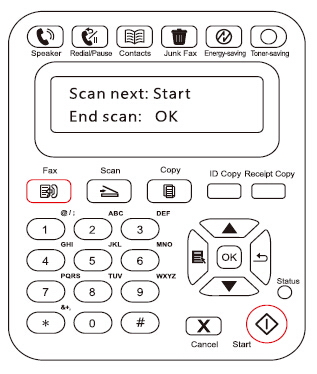 Speaker Redial/Pause Contacts Junk Fax Energy-saving Toner-saving
Scan next: Start
End scan: OK
Fax Scan Copy ID Copy Receipt Copy
@/; ABC DEF
1 2 3
GHI JKL MNO
4 5 6
OK
PQRS TUV WXYZ
7 8 9
Status
&+,
* 0 #
X
Cancel Start